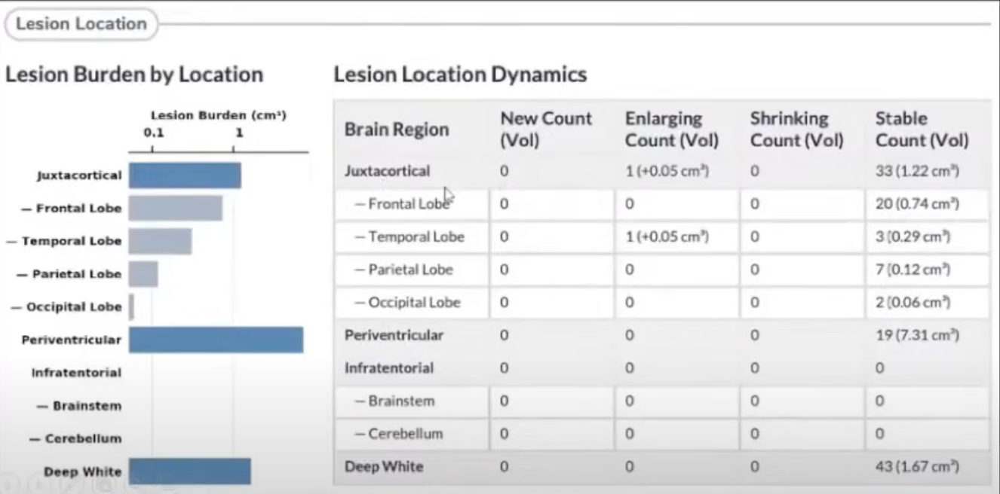 Lesion Location
Lesion Burden by Location
Lesion Burden (cm³)
0.1 1
Juxtacortical
— Frontal Lobe
— Temporal Lobe
— Parietal Lobe
— Occipital Lobe
Periventricular
Infratentorial
— Brainstem
— Cerebellum
Deep White
Lesion Location Dynamics
Brain Region New Count (Vol) Enlarging Count (Vol) Shrinking Count (Vol) Stable Count (Vol)
Juxtacortical 0 1 (+0.05 cm³) 0 33 (1.22 cm³)
— Frontal Lobe 0 0 0 20 (0.74 cm³)
— Temporal Lobe 0 1 (+0.05 cm³) 0 3 (0.29 cm³)
— Parietal Lobe 0 0 0 7 (0.12 cm³)
— Occipital Lobe 0 0 0 2 (0.06 cm³)
Periventricular 0 0 0 19 (7.31 cm³)
Infratentorial 0 0 0 0
— Brainstem 0 0 0 0
— Cerebellum 0 0 0 0
Deep White 0 0 0 43 (1.67 cm³)